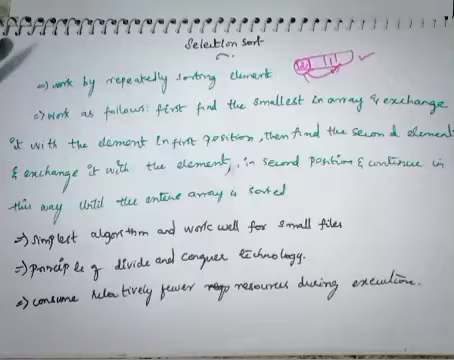 Selection sort
=> work by repeatedly sorting element
=> work as follows: first find the smallest in array & exchange
it with the element in first position, then find the second element
& exchange it with the element, in second position & continue in
this way until the entire array is sorted
=> simplest algorithm and work well for small files
=> principle of divide and conquer technology.
=> consume relatively fewer resources during execution.